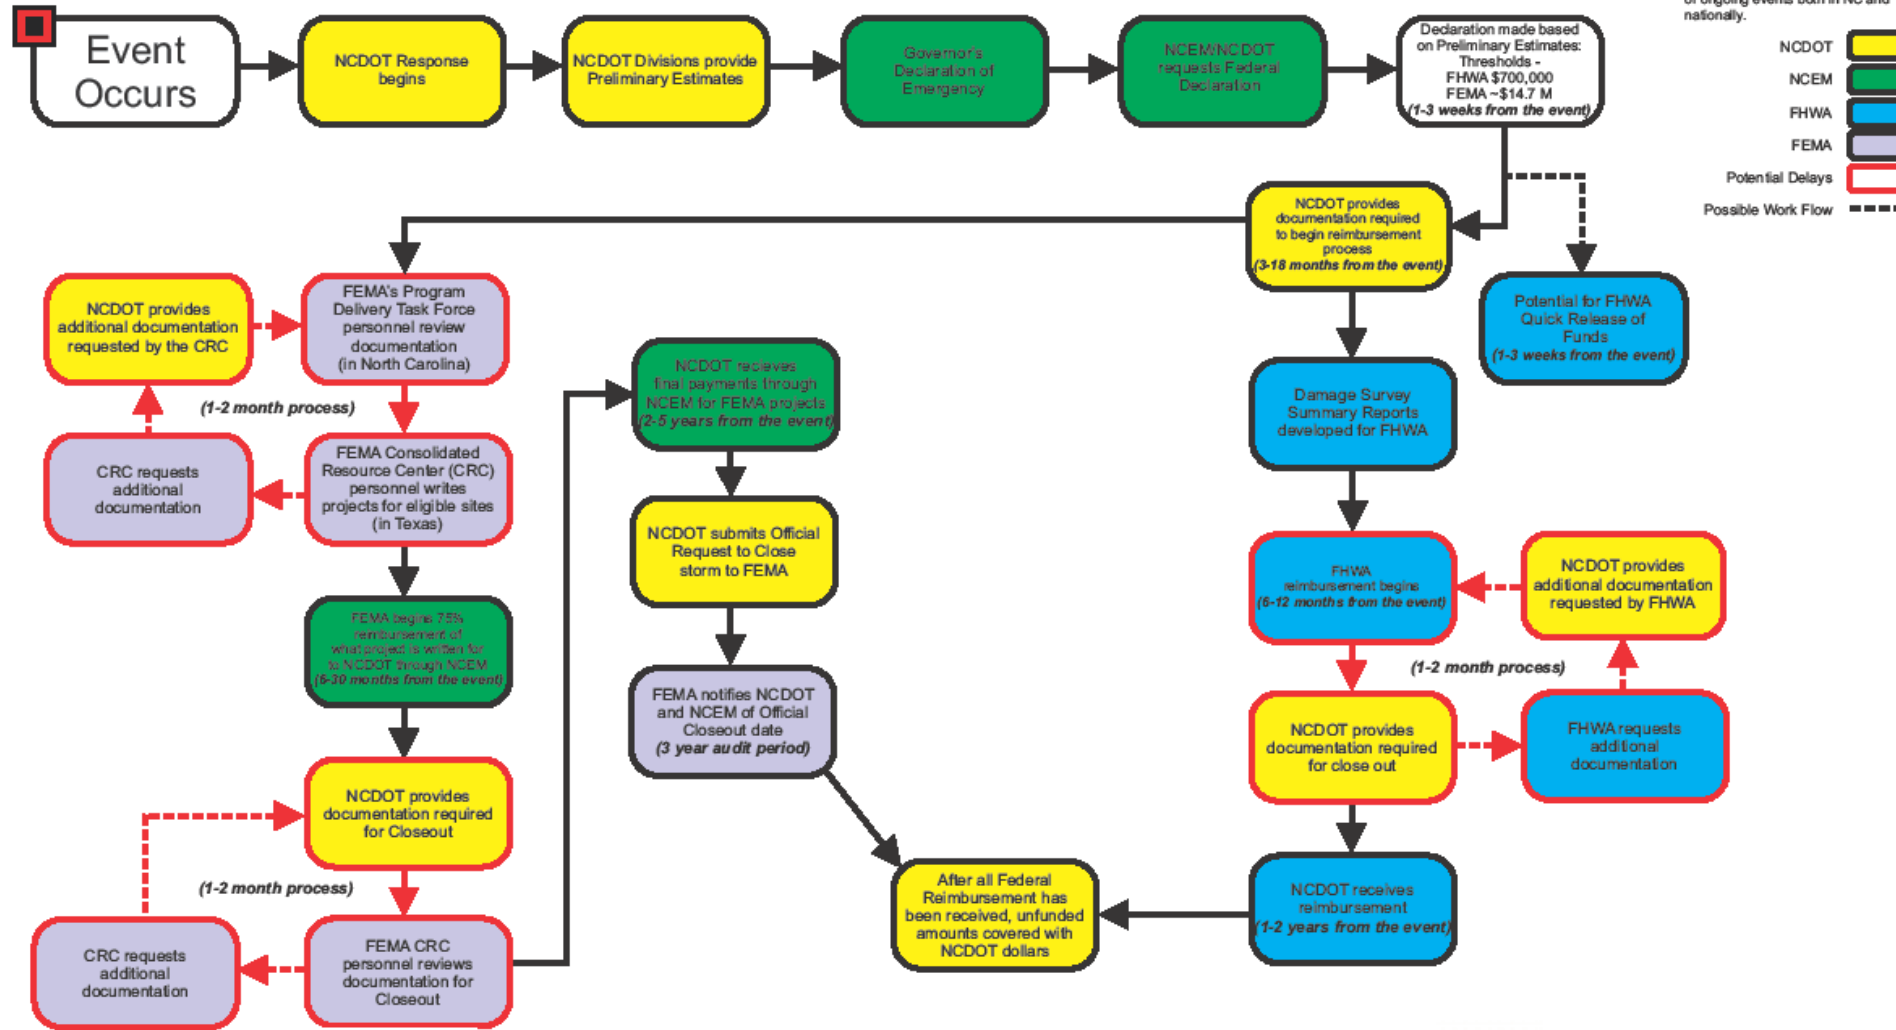 of ongoing events both in NC and
nationally.
Event
Occurs
NCDOT Response
begins
NCDOT Divisions provide
Preliminary Estimates
Governor's
Declaration of
Emergency
NCEM/NCDOT
requests Federal
Declaration
Declaration made based
on Preliminary Estimates:
Thresholds -
FHWA $700,000
FEMA ~$14.7 M
(1-3 weeks from the event)
NCDOT
NCEM
FHWA
FEMA
Potential Delays
Possible Work Flow
NCDOT provides
documentation required
to begin reimbursement
process
(3-18 months from the event)
Potential for FHWA
Quick Release of
Funds
(1-3 weeks from the event)
NCDOT provides
additional documentation
requested by the CRC
FEMA's Program
Delivery Task Force
personnel review
documentation
(in North Carolina)
(1-2 month process)
CRC requests
additional
documentation
FEMA Consolidated
Resource Center (CRC)
personnel writes
projects for eligible sites
(in Texas)
FEMA begins 75%
reimbursement of
what project is written for
to NCDOT through NCEM
(6-30 months from the event)
NCDOT provides
documentation required
for Closeout
(1-2 month process)
CRC requests
additional
documentation
FEMA CRC
personnel reviews
documentation for
Closeout
NCDOT recieves
final payments through
NCEM for FEMA projects
(2-5 years from the event)
NCDOT submits Official
Request to Close
storm to FEMA
FEMA notifies NCDOT
and NCEM of Official
Closeout date
(3 year audit period)
Damage Survey
Summary Reports
developed for FHWA
FHWA
reimbursement begins
(6-12 months from the event)
NCDOT provides
additional documentation
requested by FHWA
(1-2 month process)
NCDOT provides
documentation required
for close out
FHWA requests
additional
documentation
NCDOT receives
reimbursement
(1-2 years from the event)
After all Federal
Reimbursement has
been received, unfunded
amounts covered with
NCDOT dollars